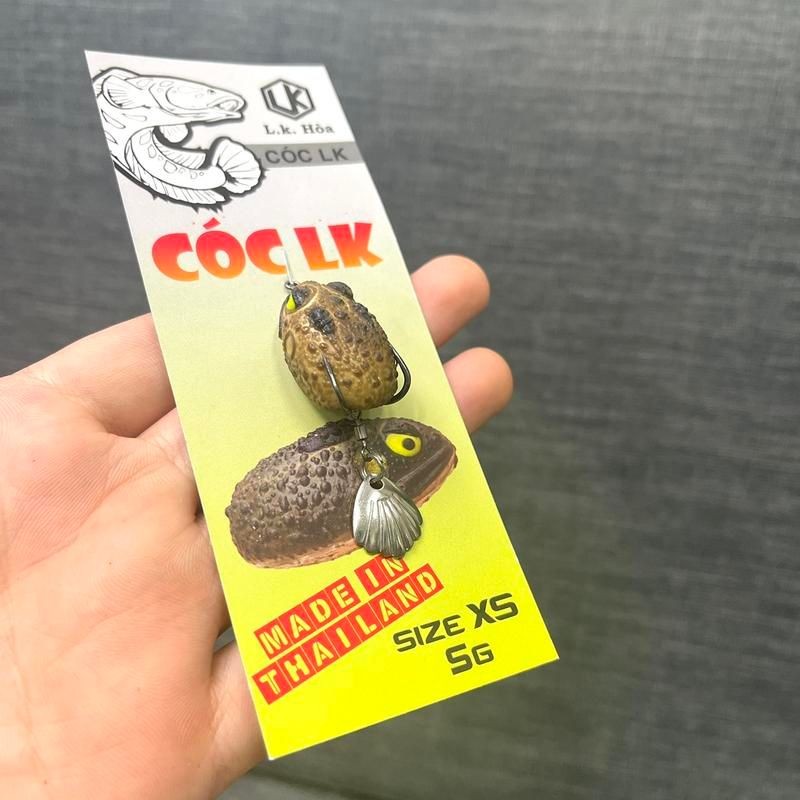 LK
L.k. Hòa
CÓC LK
CÓC LK
MADE IN
THAILAND
SIZE XS
5G